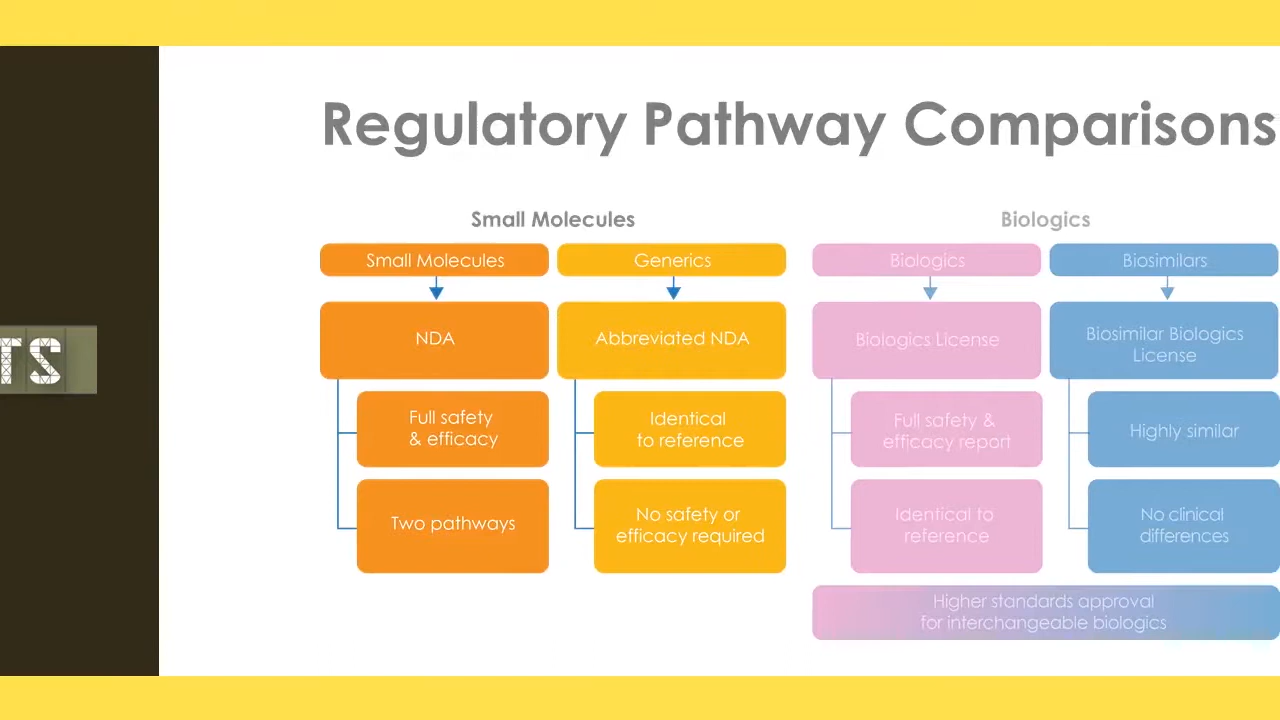 TS
Regulatory Pathway Comparisons
Small Molecules
Biologics
Small Molecules
Generics
Biologics
Biosimilars
NDA
Abbreviated NDA
Biologics License
Biosimilar Biologics
License
Full safety
& efficacy
Identical
to reference
Full safety &
efficacy report
Highly similar
Two pathways
No safety or
efficacy required
Identical to
reference
No clinical
differences
Higher standards approval
for interchangeable biologics